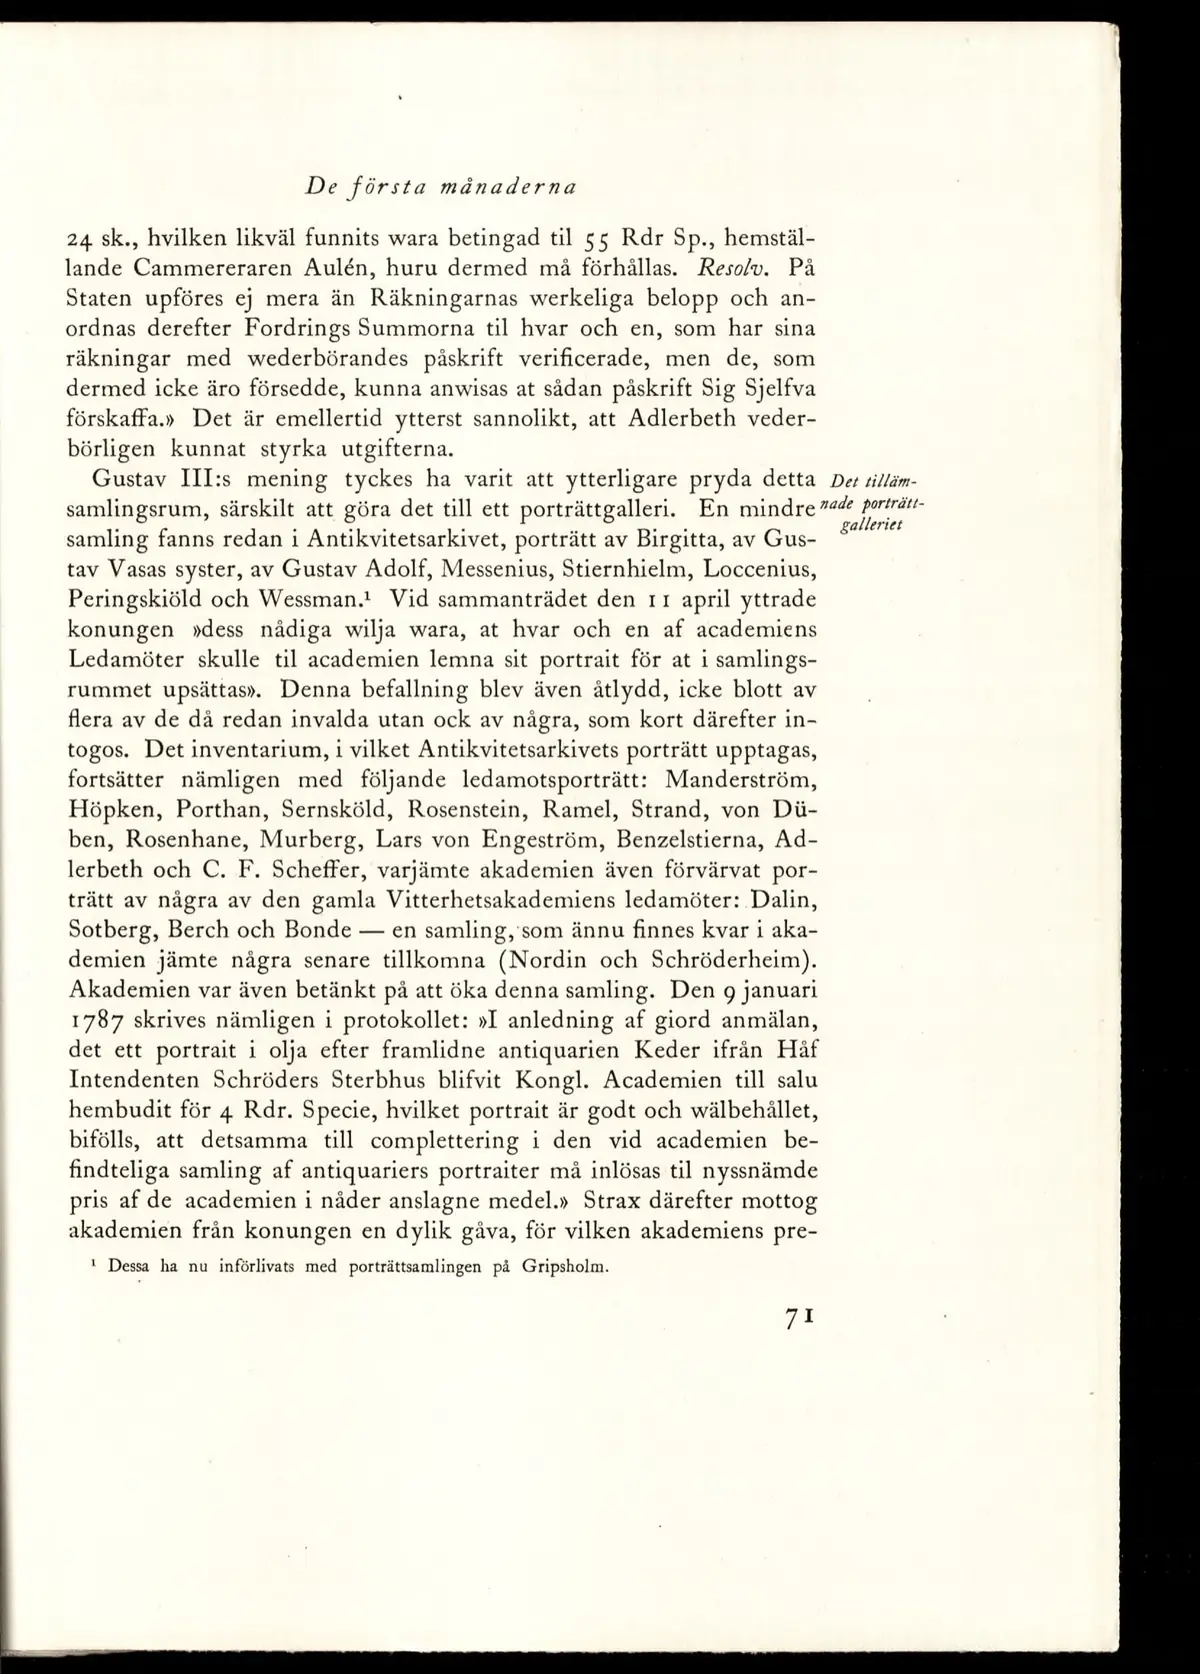 De första månaderna
24 sk., hvilken likväl funnits wara betingad til 55 Rdr Sp., hemstäl-
lande Cammereraren Aulén, huru dermed må förhållas. Resolv. På
Staten upföres ej mera än Räkningarnas werkeliga belopp och an-
ordnas derefter Fordrings Summorna til hvar och en, som har sina
räkningar med wederbörandes påskrift verificerade, men de, som
dermed icke äro försedde, kunna anwisas at sådan påskrift Sig Sjelfva
förskaffa.» Det är emellertid ytterst sannolikt, att Adlerbeth veder-
börligen kunnat styrka utgifterna.
Gustav III:s mening tyckes ha varit att ytterligare pryda detta
samlingsrum, särskilt att göra det till ett porträttgalleri. En mindre
samling fanns redan i Antikvitetsarkivet, porträtt av Birgitta, av Gus-
tav Vasas syster, av Gustav Adolf, Messenius, Stiernhielm, Loccenius,
Peringskiöld och Wessman.¹ Vid sammanträdet den 11 april yttrade
konungen »dess nådiga wilja wara, at hvar och en af academiens
Ledamöter skulle til academien lemna sit portrait för at i samlings-
rummet upsättas». Denna befallning blev även åtlydd, icke blott av
flera av de då redan invalda utan ock av några, som kort därefter in-
togos. Det inventarium, i vilket Antikvitetsarkivets porträtt upptagas,
fortsätter nämligen med följande ledamotsporträtt: Manderström,
Höpken, Porthan, Sernsköld, Rosenstein, Ramel, Strand, von Dü-
ben, Rosenhane, Murberg, Lars von Engeström, Benzelstierna, Ad-
lerbeth och C. F. Scheffer, varjämte akademien även förvärvat por-
trätt av några av den gamla Vitterhetsakademiens ledamöter: Dalin,
Sotberg, Berch och Bonde — en samling, som ännu finnes kvar i aka-
demien jämte några senare tillkomna (Nordin och Schröderheim).
Akademien var även betänkt på att öka denna samling. Den 9 januari
1787 skrives nämligen i protokollet: »I anledning af giord anmälan,
det ett portrait i olja efter framlidne antiquarien Keder ifrån Håf
Intendenten Schröders Sterbhus blifvit Kongl. Academien till salu
hembudit för 4 Rdr. Specie, hvilket portrait är godt och wälbehållet,
bifölls, att detsamma till complettering i den vid academien be-
findteliga samling af antiquariers portraiter må inlösas til nyssnämde
pris af de academien i nåder anslagne medel.» Strax därefter mottog
akademien från konungen en dylik gåva, för vilken akademiens pre-
Det tilläm-
nade porträtt-
galleriet
¹ Dessa ha nu införlivats med porträttsamlingen på Gripsholm.
71